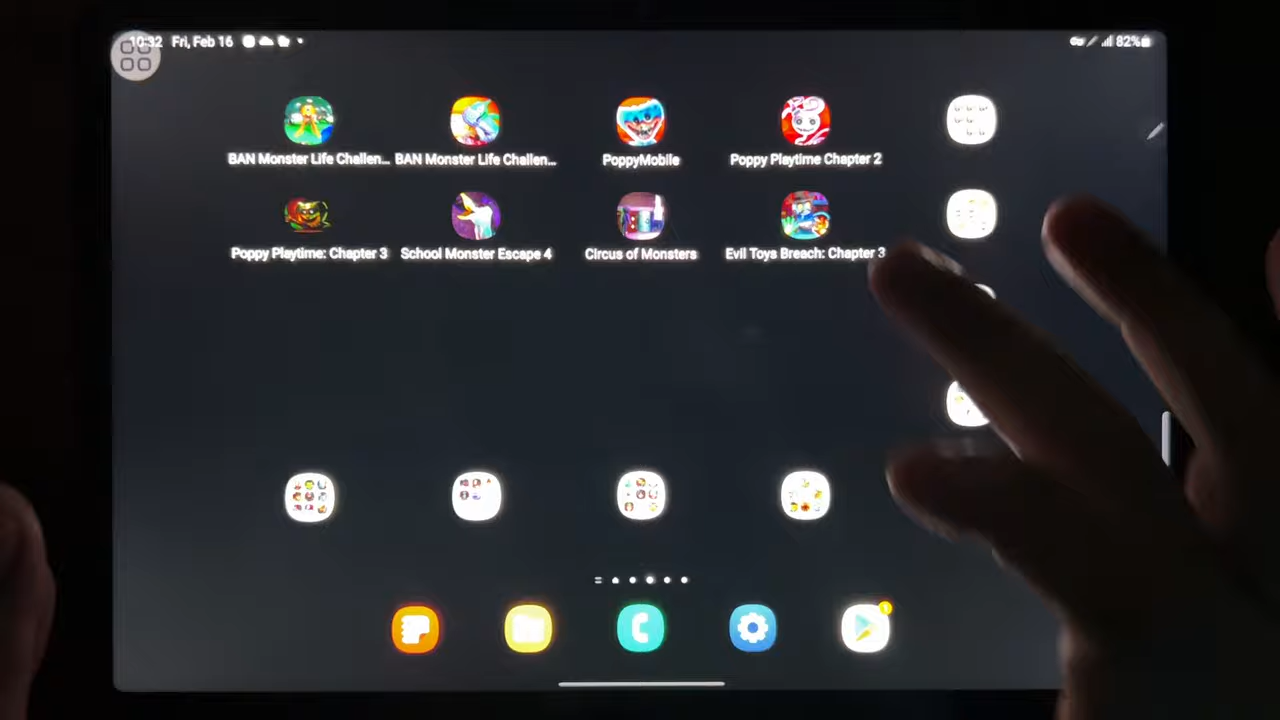 10:32 Fri, Feb 16
82%
BAN Monster Life Challen... BAN Monster Life Challen... PoppyMobile Poppy Playtime Chapter 2
Poppy Playtime: Chapter 3 School Monster Escape 4 Circus of Monsters Evil Toys Breach: Chapter 3